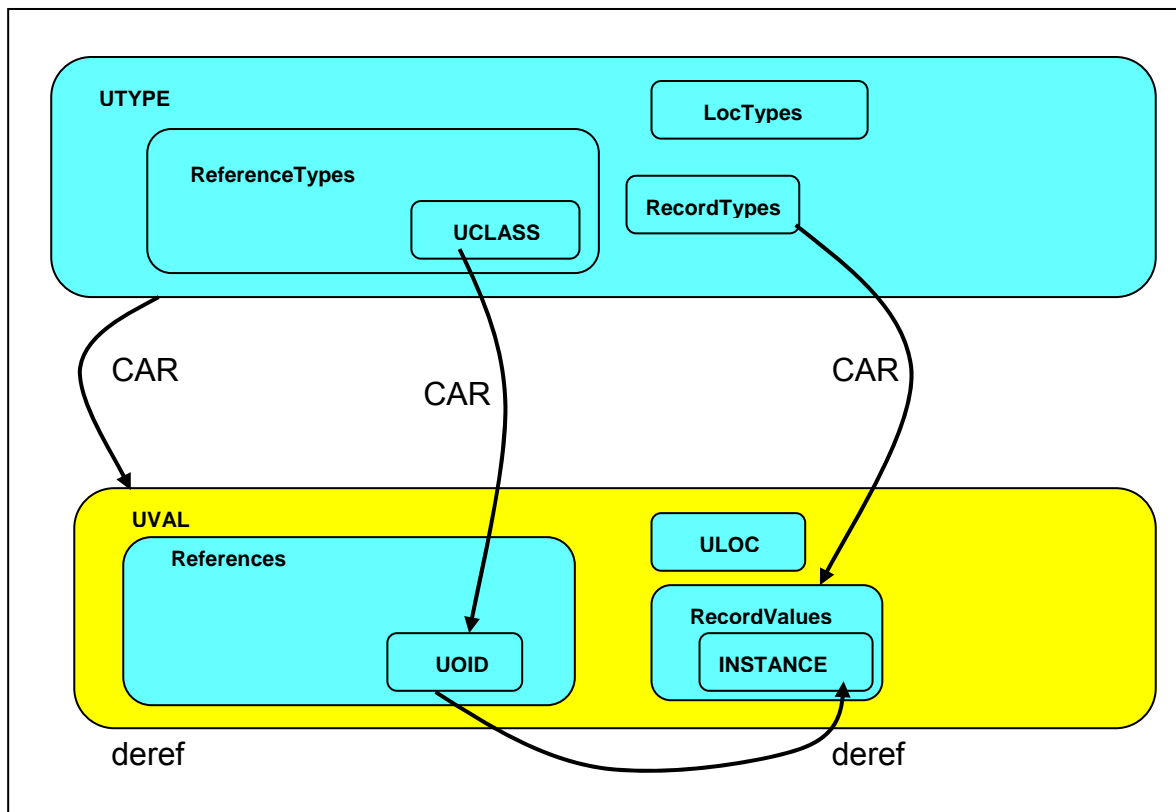 UTYPE
LocTypes
ReferenceTypes
RecordTypes
UCLASS
CAR
CAR
CAR
UVAL
References
ULOC
RecordValues
UOID
INSTANCE
deref
deref